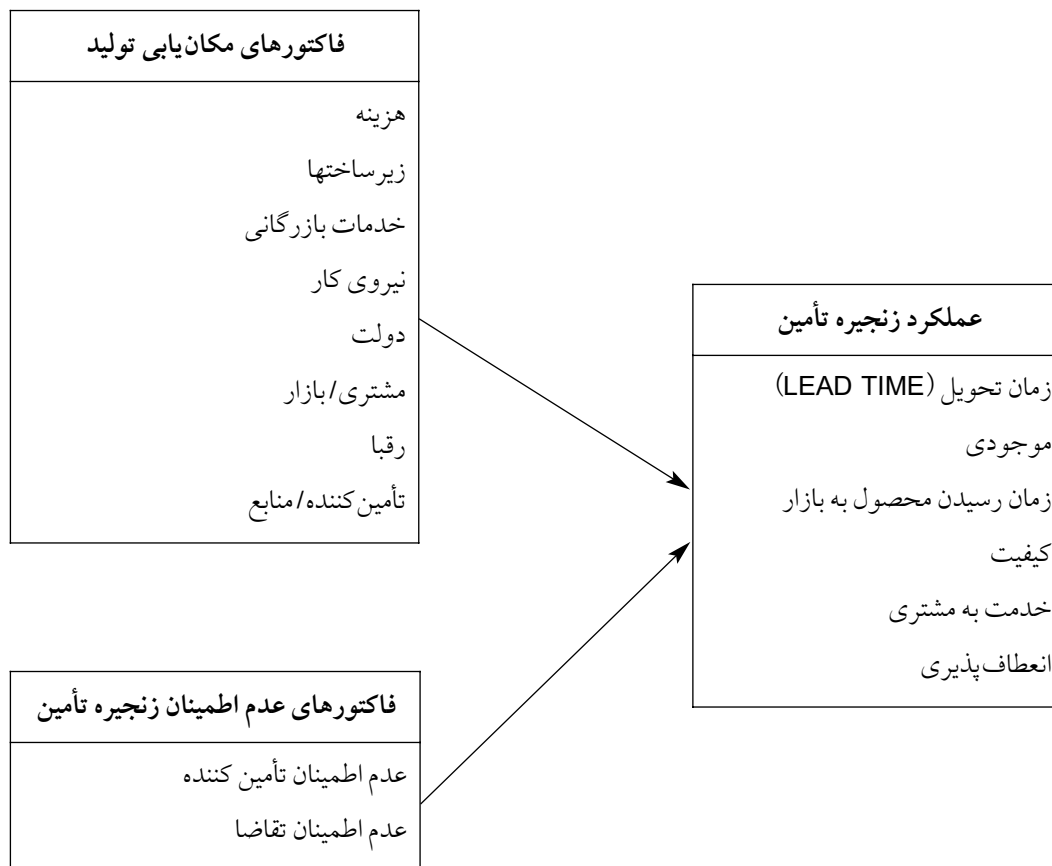 فاکتورهای مکان‌یابی تولید
هزینه
زیرساختها
خدمات بازرگانی
نیروی کار
دولت
مشتری/بازار
رقبا
تأمین‌کننده/منابع
عملکرد زنجیره تأمین
زمان تحویل (LEAD TIME)
موجودی
زمان رسیدن محصول به بازار
کیفیت
خدمت به مشتری
انعطاف‌پذیری
فاکتورهای عدم اطمینان زنجیره تأمین
عدم اطمینان تأمین کننده
عدم اطمینان تقاضا